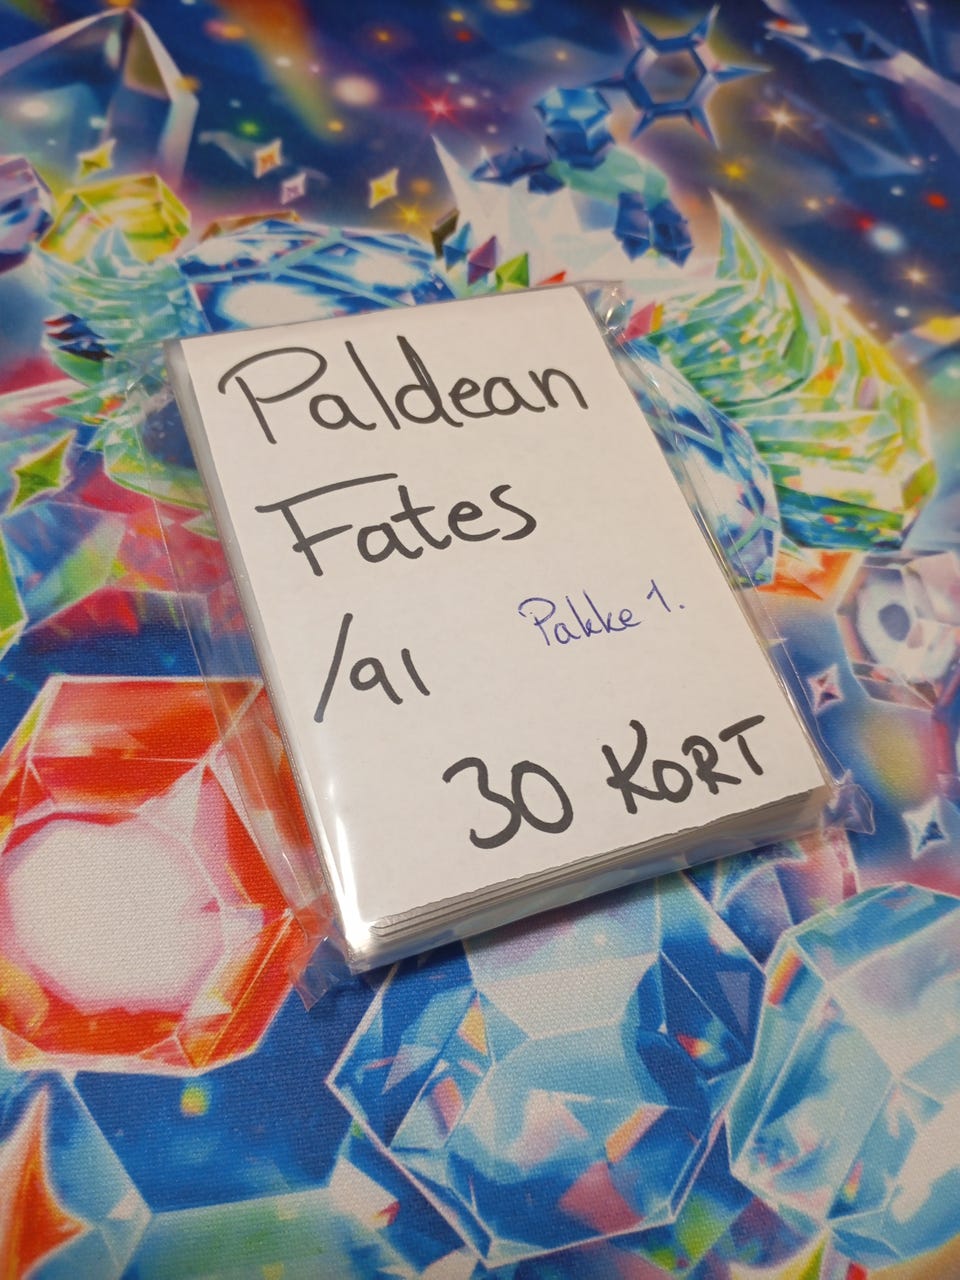 Paldean
Fates
/91
Pakke 1.
30 KORT